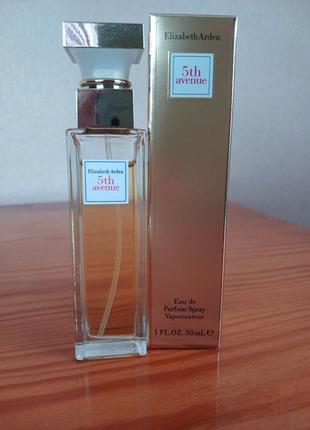 Elizabeth Arden
5th
avenue
Elizabeth Arden
5th
avenue
Eau de
Parfum Spray
Vaporisateur
1 FL.OZ. 30mL ℮